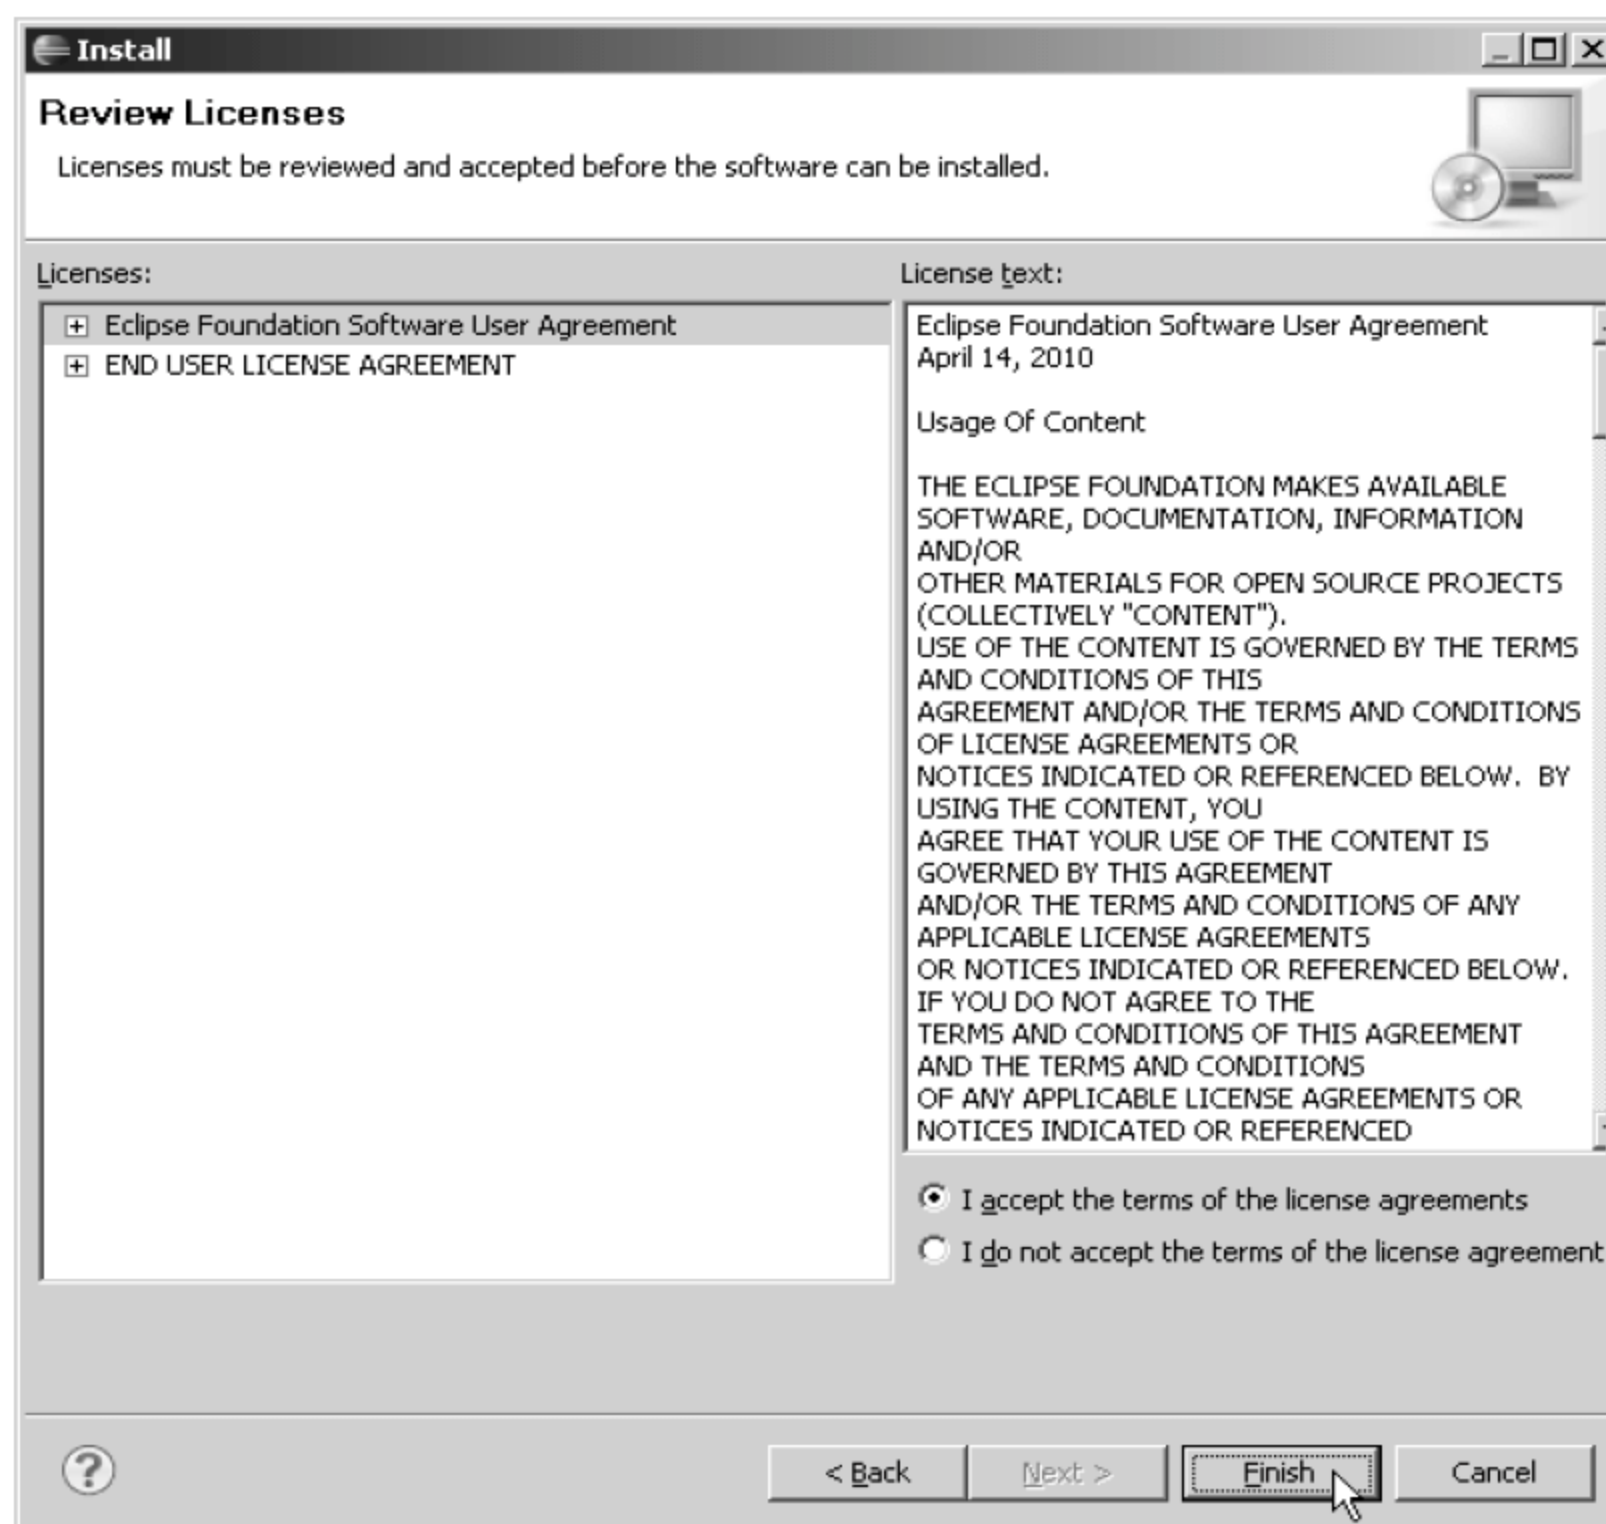 Install
Review Licenses
Licenses must be reviewed and accepted before the software can be installed.
Licenses:
Eclipse Foundation Software User Agreement
END USER LICENSE AGREEMENT
License text:
Eclipse Foundation Software User Agreement
April 14, 2010
Usage Of Content
THE ECLIPSE FOUNDATION MAKES AVAILABLE
SOFTWARE, DOCUMENTATION, INFORMATION
AND/OR
OTHER MATERIALS FOR OPEN SOURCE PROJECTS
(COLLECTIVELY "CONTENT").
USE OF THE CONTENT IS GOVERNED BY THE TERMS
AND CONDITIONS OF THIS
AGREEMENT AND/OR THE TERMS AND CONDITIONS
OF LICENSE AGREEMENTS OR
NOTICES INDICATED OR REFERENCED BELOW.  BY
USING THE CONTENT, YOU
AGREE THAT YOUR USE OF THE CONTENT IS
GOVERNED BY THIS AGREEMENT
AND/OR THE TERMS AND CONDITIONS OF ANY
APPLICABLE LICENSE AGREEMENTS
OR NOTICES INDICATED OR REFERENCED BELOW.
IF YOU DO NOT AGREE TO THE
TERMS AND CONDITIONS OF THIS AGREEMENT
AND THE TERMS AND CONDITIONS
OF ANY APPLICABLE LICENSE AGREEMENTS OR
NOTICES INDICATED OR REFERENCED
I accept the terms of the license agreements
I do not accept the terms of the license agreement
?
< Back
Next >
Finish
Cancel